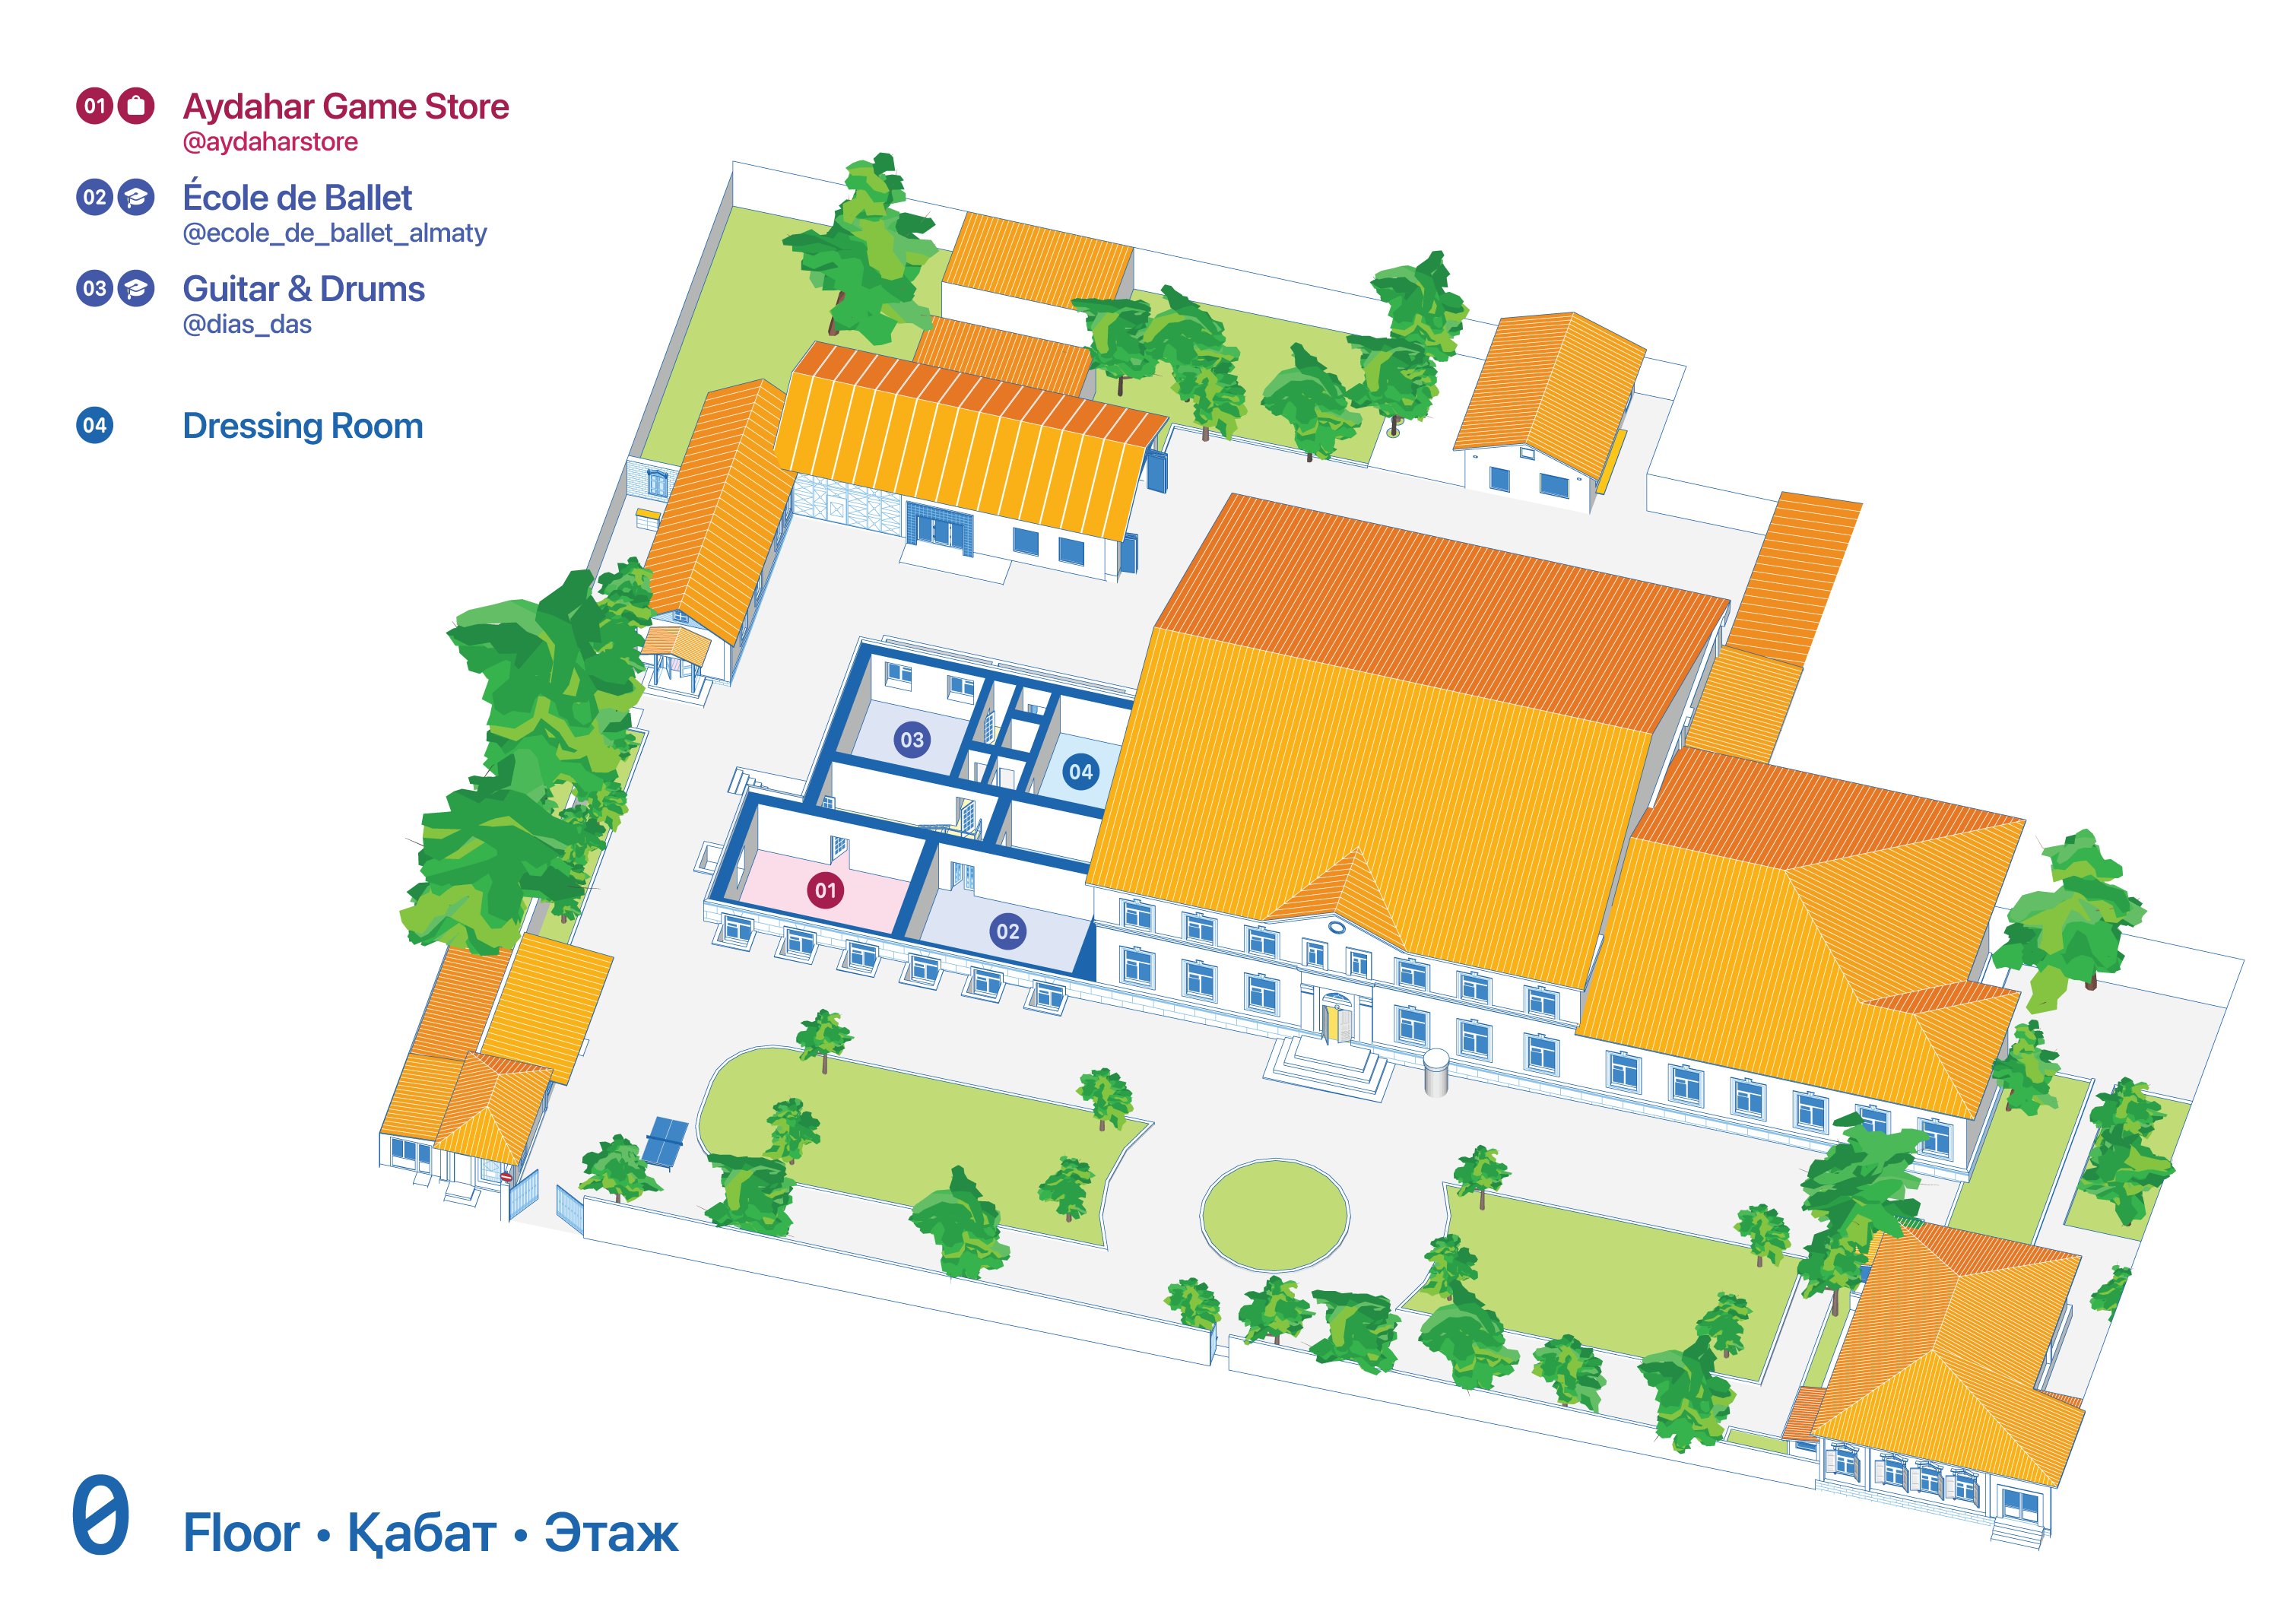 01 Aydahar Game Store
@aydaharstore
02 École de Ballet
@ecole_de_ballet_almaty
03 Guitar & Drums
@dias_das
04 Dressing Room
03
04
01
02
0 Floor • Қабат • Этаж